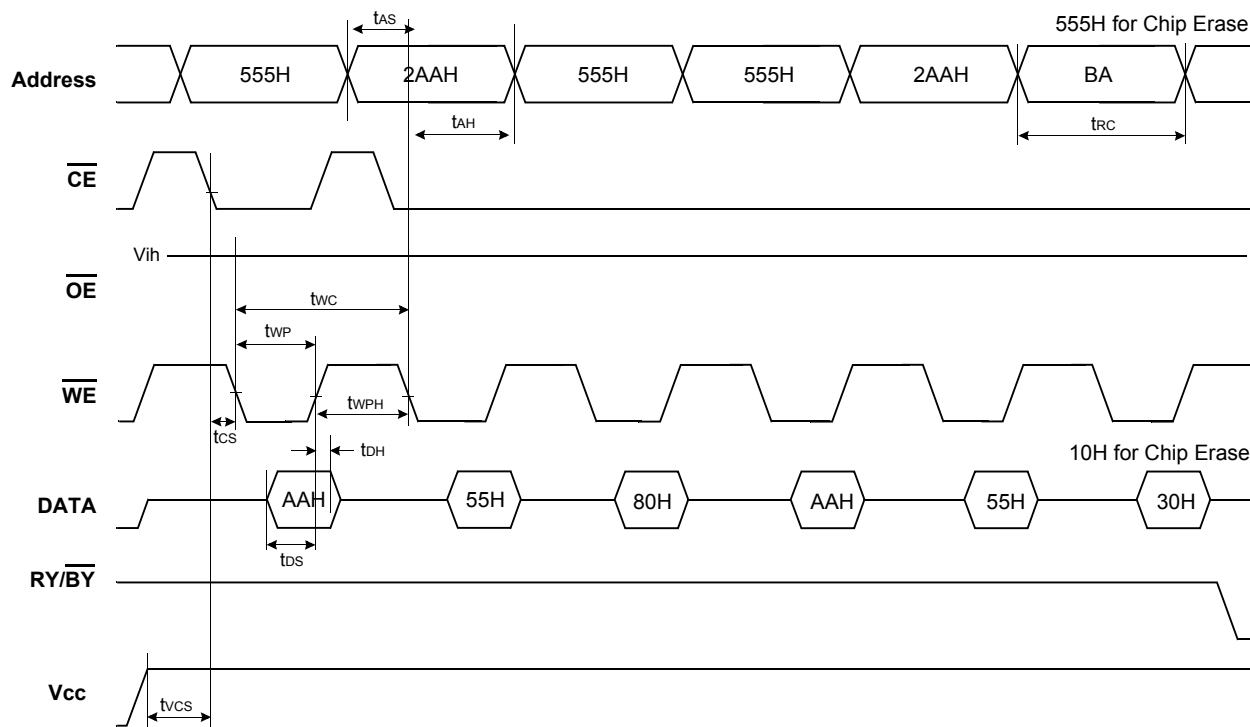 tAS
555H for Chip Erase
Address 555H 2AAH 555H 555H 2AAH BA
tAH
tRC
CE
Vih
OE
tWC
tWP
WE
tWPH
tCS
tDH
10H for Chip Erase
DATA AAH 55H 80H AAH 55H 30H
tDS
RY/BY
Vcc
tVCS